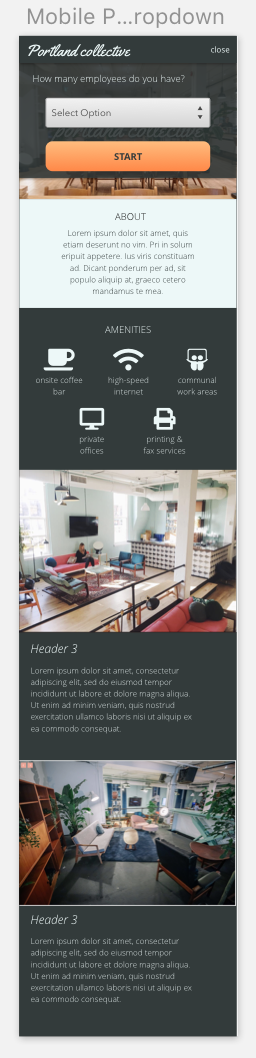 Mobile P...ropdown
Portland collective
close
How many employees do you have?
Select Option
portland collective
START
ABOUT
Lorem ipsum dolor sit amet, quis
etiam deserunt no vim. Pri in solum
eripuit appetere. Ius viris constituam
ad. Dicant ponderum per ad, sit
populo aliquip at, graeco cetero
mandamus te mea.
AMENITIES
onsite coffee
bar
high-speed
internet
communal
work areas
private
offices
printing &
fax services
Header 3
Lorem ipsum dolor sit amet, consectetur
adipiscing elit, sed do eiusmod tempor
incididunt ut labore et dolore magna aliqua.
Ut enim ad minim veniam, quis nostrud
exercitation ullamco laboris nisi ut aliquip ex
ea commodo consequat.
Header 3
Lorem ipsum dolor sit amet, consectetur
adipiscing elit, sed do eiusmod tempor
incididunt ut labore et dolore magna aliqua.
Ut enim ad minim veniam, quis nostrud
exercitation ullamco laboris nisi ut aliquip ex
ea commodo consequat.